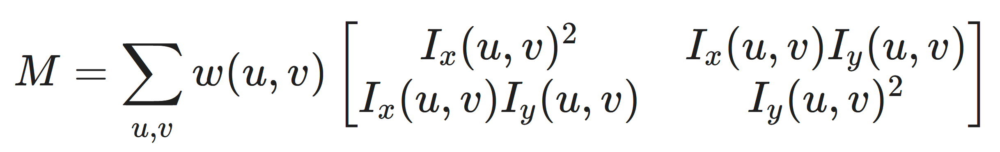 M = \sum_{u,v} w(u, v) \begin{bmatrix} I_x(u, v)^2 & I_x(u, v)I_y(u, v) \\ I_x(u, v)I_y(u, v) & I_y(u, v)^2 \end{bmatrix}